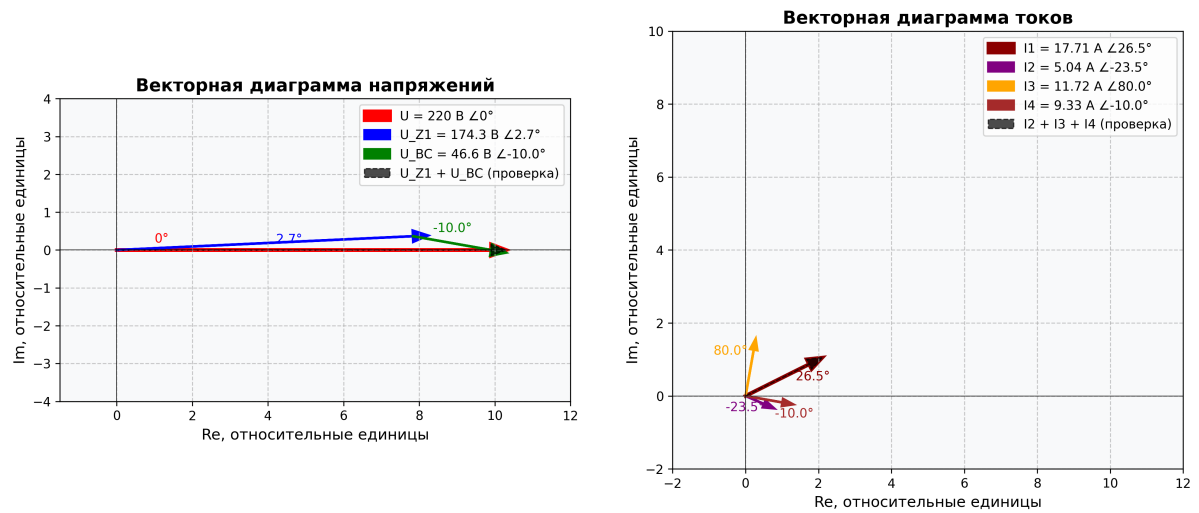 Векторная диаграмма напряжений
4
3
2
1
0
−1
−2
−3
−4
0
2
4
6
8
10
12
Im, относительные единицы
Re, относительные единицы
U = 220 В ∠0°
U_Z1 = 174.3 В ∠2.7°
U_BC = 46.6 В ∠-10.0°
U_Z1 + U_BC (проверка)
0°
2.7°
-10.0°
Векторная диаграмма токов
10
8
6
4
2
0
−2
−2
0
2
4
6
8
10
12
Im, относительные единицы
Re, относительные единицы
I1 = 17.71 А ∠26.5°
I2 = 5.04 А ∠-23.5°
I3 = 11.72 А ∠80.0°
I4 = 9.33 А ∠-10.0°
I2 + I3 + I4 (проверка)
80.0°
26.5°
-23.5°
-10.0°